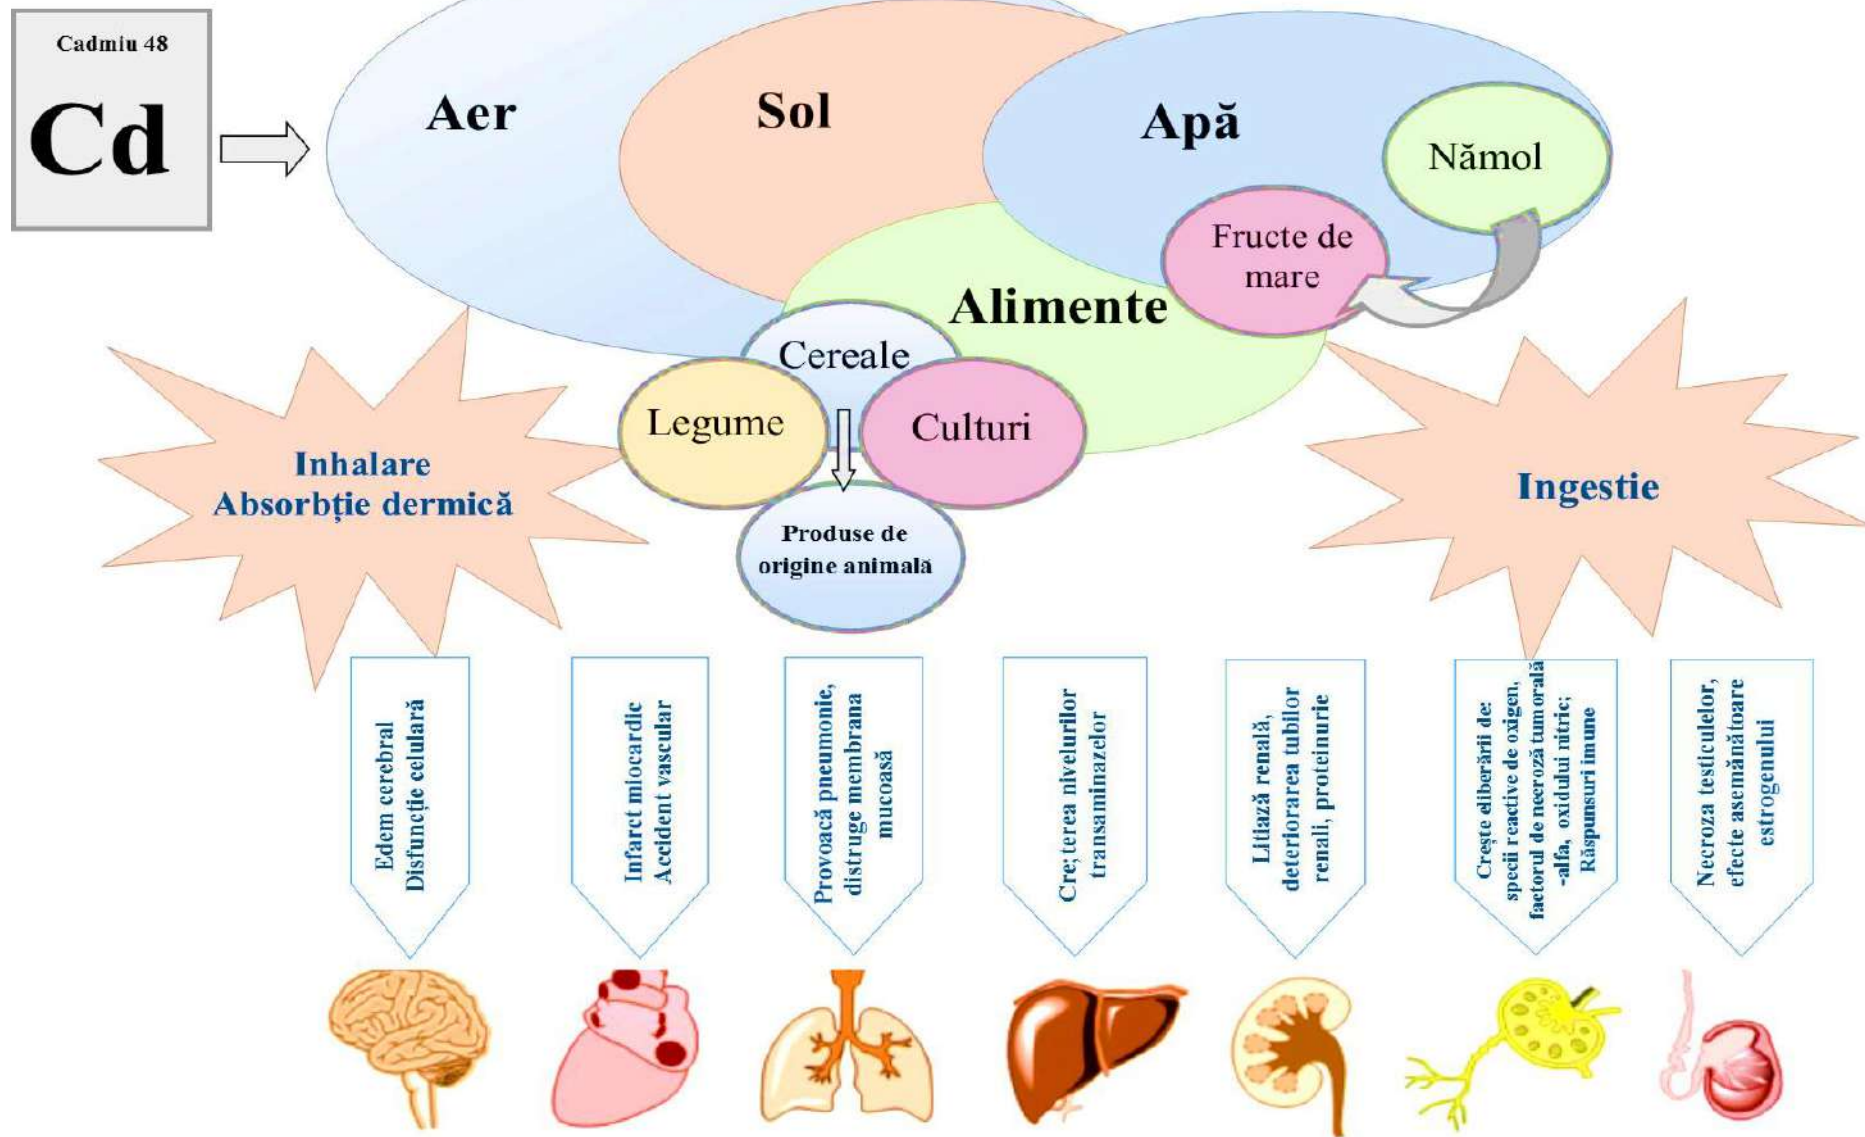 Cadmiu 48
Cd
Aer
Sol
Apă
Nămol
Fructe de
mare
Alimente
Cereale
Legume
Culturi
Produse de
origine animală
Inhalare
Absorbție dermică
Ingestie
Edem cerebral
Disfuncție celulară
Infarct miocardic
Accident vascular
Provoacă pneumonie,
distruge membrana
mucoasă
Cre;terea nivelurilor
transaminazelor
Litiază renală,
deteriorarea tubilor
renali, proteinurie
Crește eliberării de:
specii reactive de oxigen,
factorul de necroză tumorală
-alfa, oxidului nitric;
Răspunsuri imune
Necroza testiculelor,
efecte asemănătoare
estrogenului